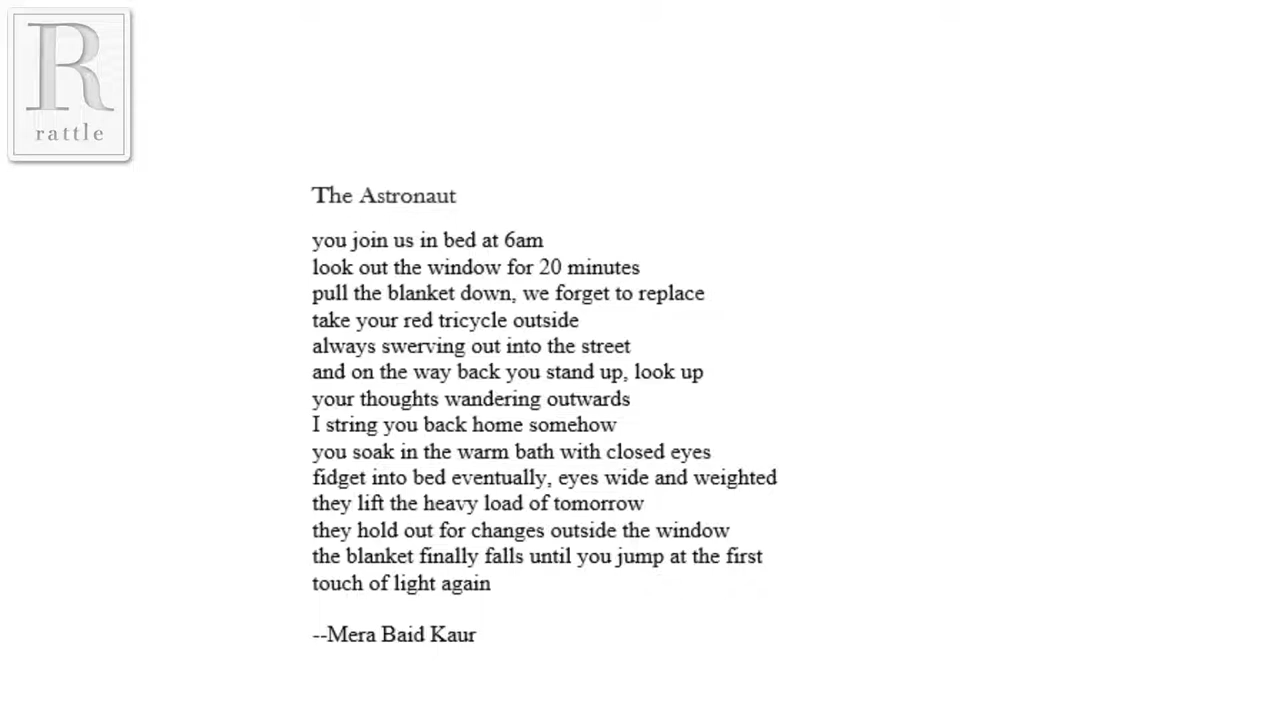 R
rattle
The Astronaut
you join us in bed at 6am
look out the window for 20 minutes
pull the blanket down, we forget to replace
take your red tricycle outside
always swerving out into the street
and on the way back you stand up, look up
your thoughts wandering outwards
I string you back home somehow
you soak in the warm bath with closed eyes
fidget into bed eventually, eyes wide and weighted
they lift the heavy load of tomorrow
they hold out for changes outside the window
the blanket finally falls until you jump at the first
touch of light again
--Mera Baid Kaur